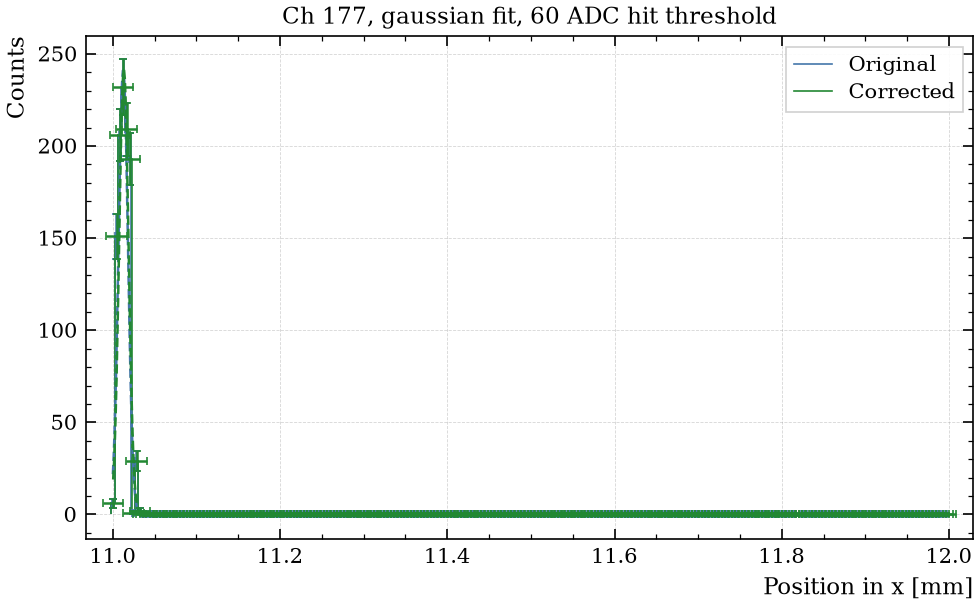 Ch 177, gaussian fit, 60 ADC hit threshold
Counts
250
200
150
100
50
0
Original
Corrected
11.0 11.2 11.4 11.6 11.8 12.0
Position in x [mm]